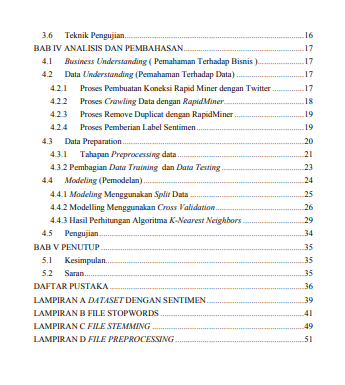 3.6 Teknik Pengujian 16
BAB IV ANALISIS DAN PEMBAHASAN 17
4.1 Business Understanding ( Pemahaman Terhadap Bisnis ) 17
4.2 Data Understanding (Pemahaman Terhadap Data) 17
4.2.1 Proses Pembuatan Koneksi Rapid Miner dengan Twitter 17
4.2.2 Proses Crawling Data dengan RapidMiner 18
4.2.3 Proses Remove Duplicat dengan RapidMiner 19
4.2.4 Proses Pemberian Label Sentimen 19
4.3 Data Preparation 20
4.3.1 Tahapan Preprocessing data 21
4.3.2 Pembagian Data Training dan Data Testing 23
4.4 Modeling (Pemodelan) 24
4.4.1 Modeling Menggunakan Split Data 25
4.4.2 Modelling Menggunakan Cross Validation 26
4.4.3 Hasil Perhitungan Algoritma K-Nearest Neighbors 29
4.5 Pengujian 34
BAB V PENUTUP 35
5.1 Kesimpulan 35
5.2 Saran 35
DAFTAR PUSTAKA 36
LAMPIRAN A DATASET DENGAN SENTIMEN 39
LAMPIRAN B FILE STOPWORDS 41
LAMPIRAN C FILE STEMMING 49
LAMPIRAN D FILE PREPROCESSING 51